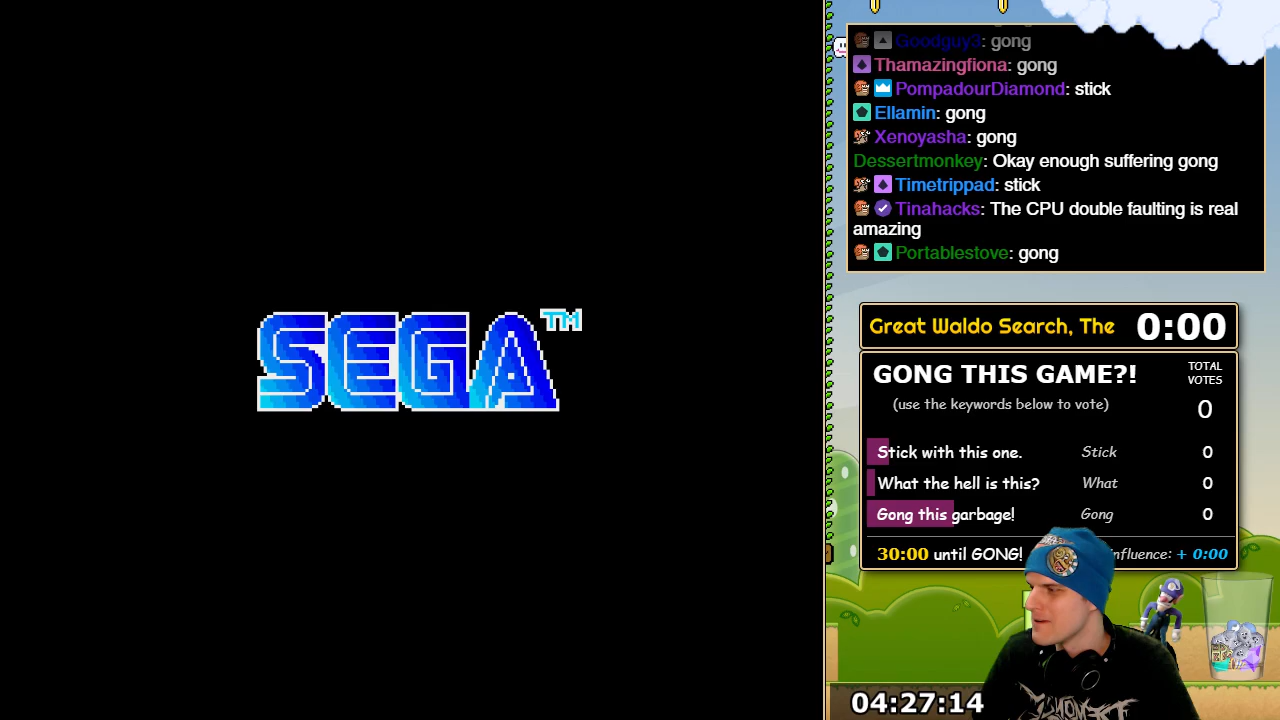 SEGA™
Goodguy3: gong
Thamazingfiona: gong
PompadourDiamond: stick
Ellamin: gong
Xenoyasha: gong
Dessertmonkey: Okay enough suffering gong
Timetrippad: stick
Tinahacks: The CPU double faulting is real
amazing
Portablestove: gong
Great Waldo Search, The 0:00
GONG THIS GAME?! TOTAL
VOTES
(use the keywords below to vote) 0
Stick with this one. Stick 0
What the hell is this? What 0
Gong this garbage! Gong 0
30:00 until GONG! influence: + 0:00
04:27:14